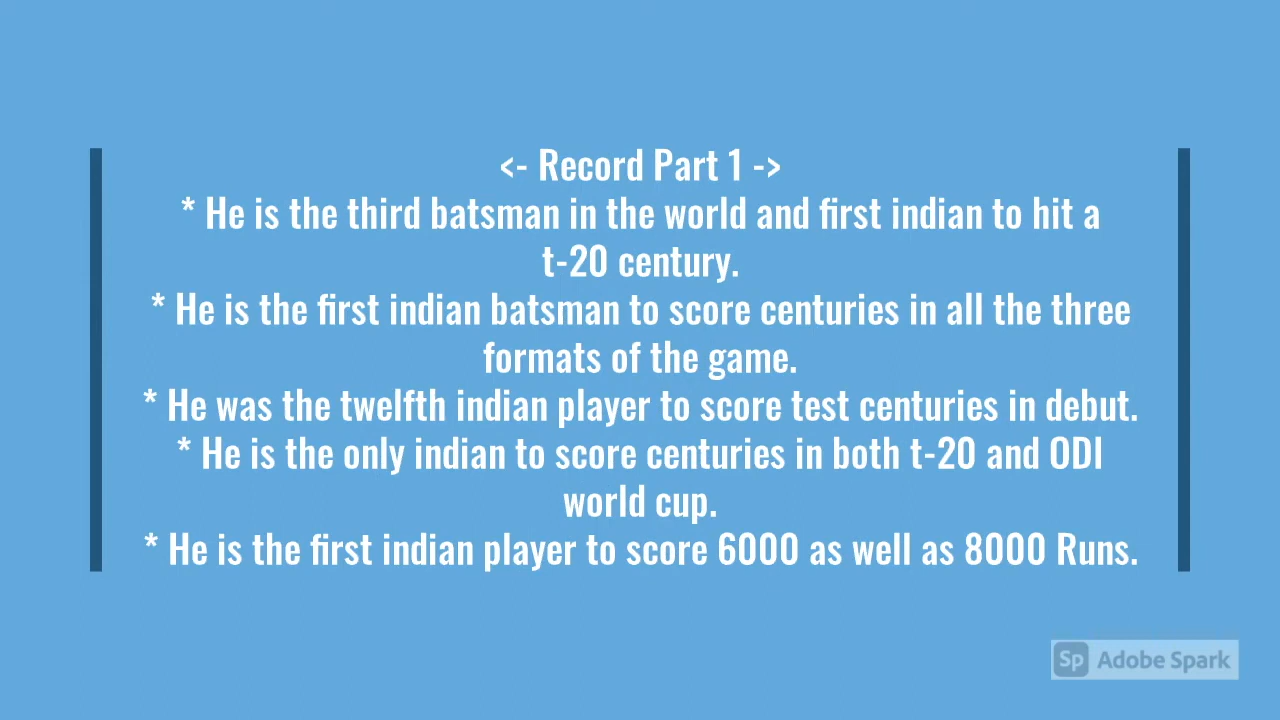 <- Record Part 1 ->
* He is the third batsman in the world and first indian to hit a
t-20 century.
* He is the first indian batsman to score centuries in all the three
formats of the game.
* He was the twelfth indian player to score test centuries in debut.
* He is the only indian to score centuries in both t-20 and ODI
world cup.
* He is the first indian player to score 6000 as well as 8000 Runs.
Sp Adobe Spark